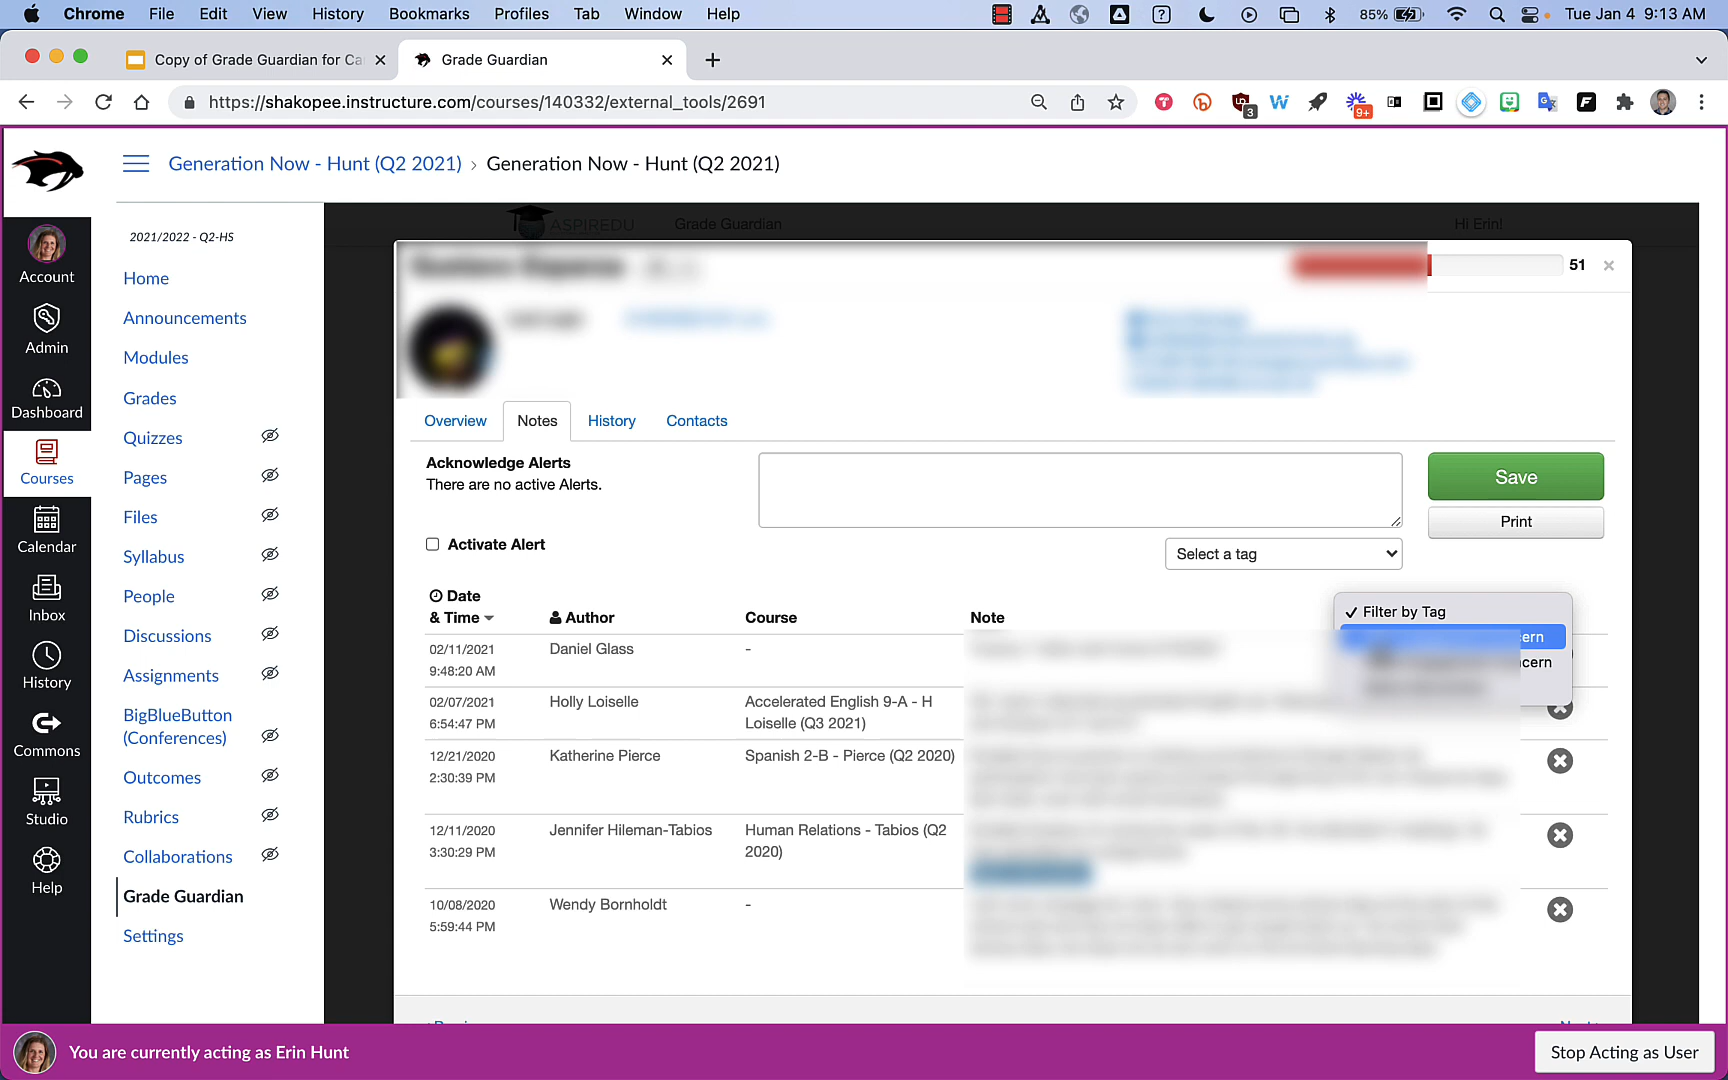 Chrome File Edit View History Bookmarks Profiles Tab Window Help 85% Tue Jan 4 9:13 AM
Copy of Grade Guardian for Ca
Grade Guardian
https://shakopee.instructure.com/courses/140332/external_tools/2691
3
9+
Generation Now - Hunt (Q2 2021) › Generation Now - Hunt (Q2 2021)
Account
Admin
Dashboard
Courses
Calendar
Inbox
History
Commons
Studio
Help
2021/2022 - Q2-HS
Home
Announcements
Modules
Grades
Quizzes
Pages
Files
Syllabus
People
Discussions
Assignments
BigBlueButton
(Conferences)
Outcomes
Rubrics
Collaborations
Grade Guardian
Settings
ASPIREDU Grade Guardian Hi Erin!
51
Overview Notes History Contacts
Acknowledge Alerts
There are no active Alerts.
Save
Print
Activate Alert
Select a tag
Date
& Time Author Course Note
Filter by Tag
02/11/2021
9:48:20 AM
Daniel Glass
-
02/07/2021
6:54:47 PM
Holly Loiselle
Accelerated English 9-A - H
Loiselle (Q3 2021)
12/21/2020
2:30:39 PM
Katherine Pierce
Spanish 2-B - Pierce (Q2 2020)
12/11/2020
3:30:29 PM
Jennifer Hileman-Tabios
Human Relations - Tabios (Q2
2020)
10/08/2020
5:59:44 PM
Wendy Bornholdt
-
You are currently acting as Erin Hunt
Stop Acting as User